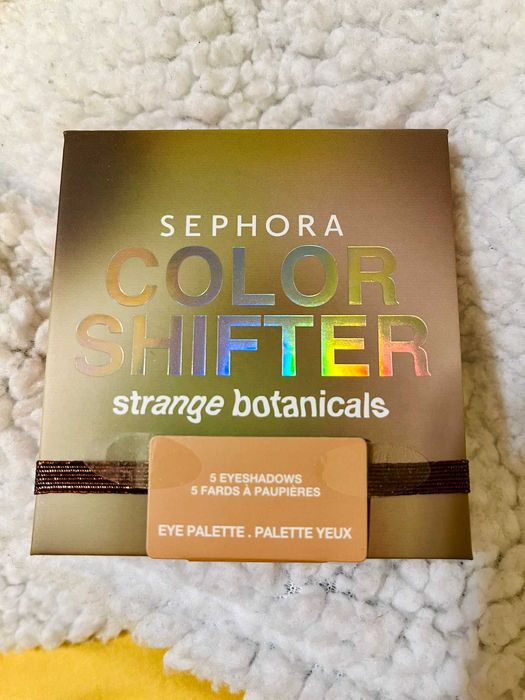 SEPHORA
COLOR
SHIFTER
strange botanicals
5 EYESHADOWS
5 FARDS À PAUPIÈRES
EYE PALETTE . PALETTE YEUX